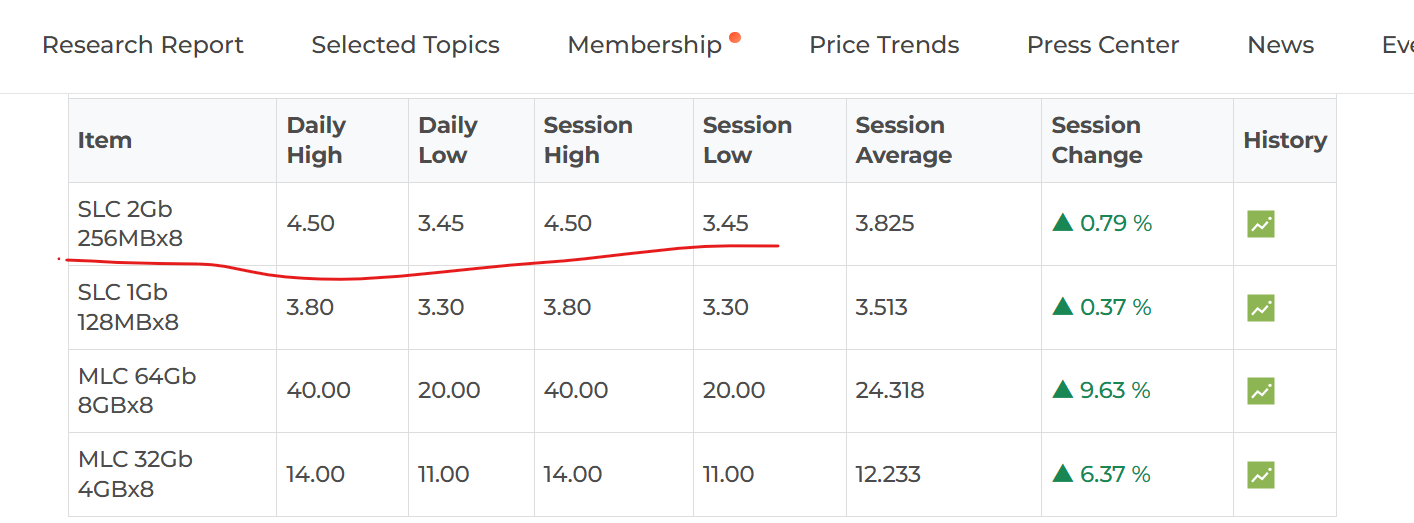 Research Report Selected Topics Membership Price Trends Press Center News Eve
Item Daily High Daily Low Session High Session Low Session Average Session Change History
SLC 2Gb 256MBx8 4.50 3.45 4.50 3.45 3.825 ▲ 0.79 %
SLC 1Gb 128MBx8 3.80 3.30 3.80 3.30 3.513 ▲ 0.37 %
MLC 64Gb 8GBx8 40.00 20.00 40.00 20.00 24.318 ▲ 9.63 %
MLC 32Gb 4GBx8 14.00 11.00 14.00 11.00 12.233 ▲ 6.37 %